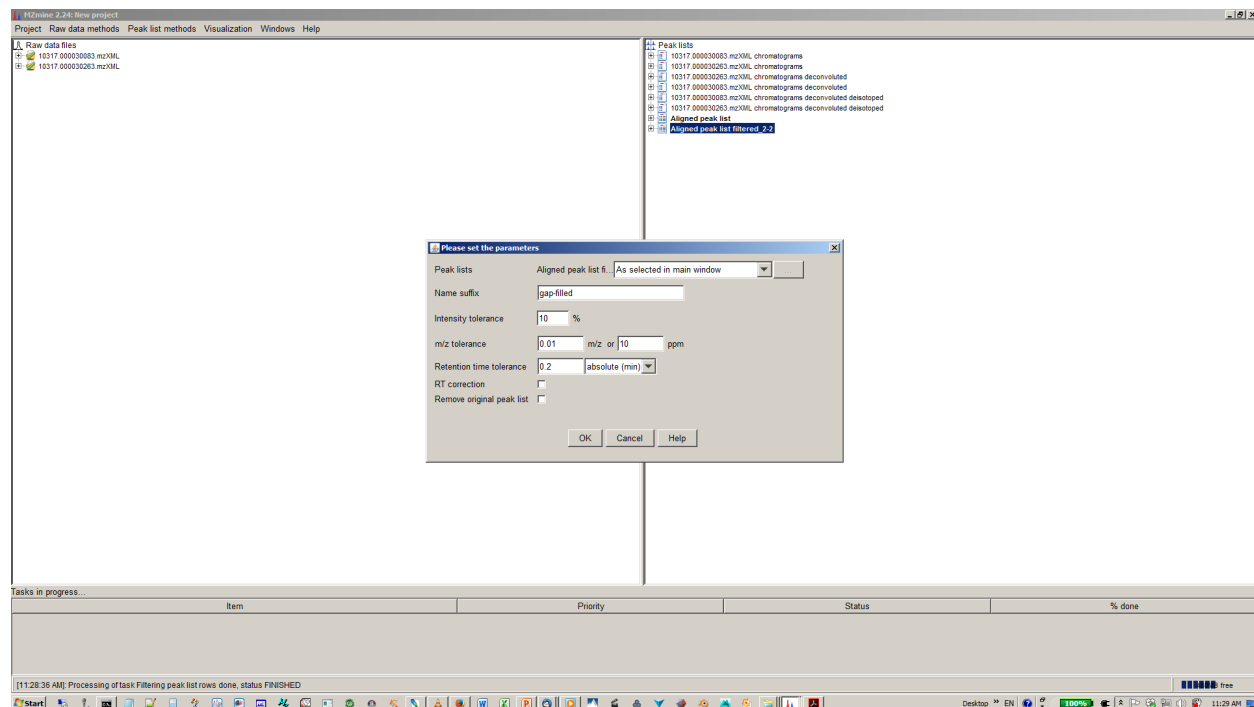 MZmine 2.24: New project
Project Raw data methods Peak list methods Visualization Windows Help
Raw data files
10317.000030083.mzXML
10317.000030263.mzXML
Peak lists
10317.000030083.mzXML chromatograms
10317.000030263.mzXML chromatograms
10317.000030263.mzXML chromatograms deconvoluted
10317.000030083.mzXML chromatograms deconvoluted
10317.000030083.mzXML chromatograms deconvoluted deisotoped
10317.000030263.mzXML chromatograms deconvoluted deisotoped
Aligned peak list
Aligned peak list filtered_2-2
Please set the parameters
Peak lists Aligned peak list fi... As selected in main window ...
Name suffix gap-filled
Intensity tolerance 10 %
m/z tolerance 0.01 m/z or 10 ppm
Retention time tolerance 0.2 absolute (min)
RT correction
Remove original peak list
OK Cancel Help
Tasks in progress...
Item Priority Status % done
[11:28:36 AM]: Processing of task Filtering peak list rows done, status FINISHED
free
Start Desktop » EN 100% 11:29 AM